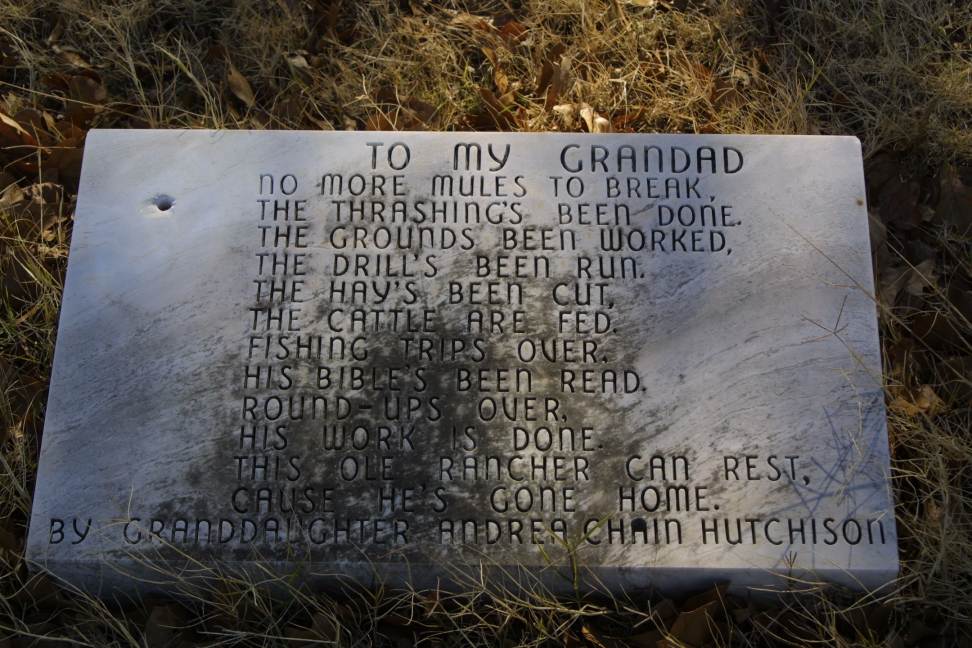 TO MY GRANDAD
NO MORE MULES TO BREAK,
THE THRASHING'S BEEN DONE.
THE GROUNDS BEEN WORKED,
THE DRILL'S BEEN RUN.
THE HAY'S BEEN CUT,
THE CATTLE ARE FED.
FISHING TRIPS OVER,
HIS BIBLE'S BEEN READ.
ROUND-UPS OVER,
HIS WORK IS DONE.
THIS OLE RANCHER CAN REST,
CAUSE HE'S GONE HOME.
BY GRANDDAUGHTER ANDREA CHAIN HUTCHISON